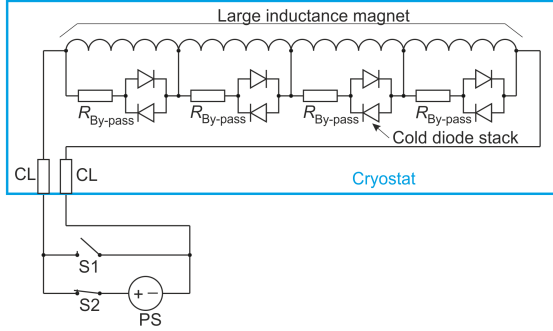 Large inductance magnet
RBy-pass RBy-pass RBy-pass RBy-pass
Cold diode stack
CL CL
Cryostat
S1
S2
+ −
PS